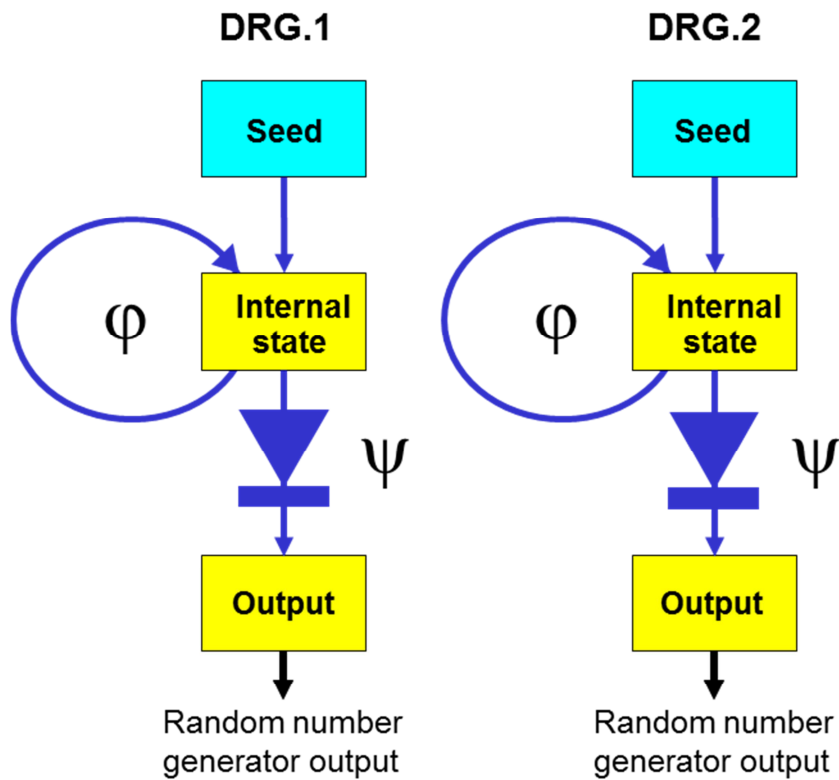 DRG.1
Seed
φ
Internal
state
ψ
Output
Random number
generator output
DRG.2
Seed
φ
Internal
state
ψ
Output
Random number
generator output